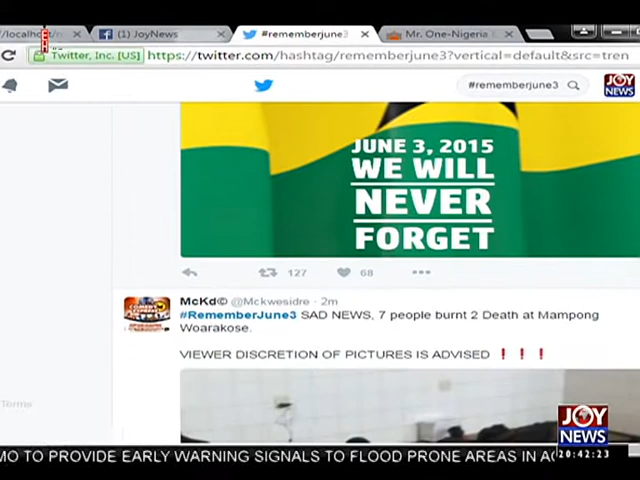 /localhost/
(1) JoyNews
#rememberjune3
Mr. One-Nigeria
Twitter, Inc. [US]
https://twitter.com/hashtag/rememberjune3?vertical=default&src=tren
#rememberjune3
JOY
NEWS
JUNE 3, 2015
WE WILL
NEVER
FORGET
127
68
•••
McKd© @Mckwesidre · 2m
#RememberJune3 SAD NEWS, 7 people burnt 2 Death at Mampong
Woarakose.
VIEWER DISCRETION OF PICTURES IS ADVISED ❗❗❗
Terms
JOY
NEWS
20:42:23
MO TO PROVIDE EARLY WARNING SIGNALS TO FLOOD PRONE AREAS IN AC